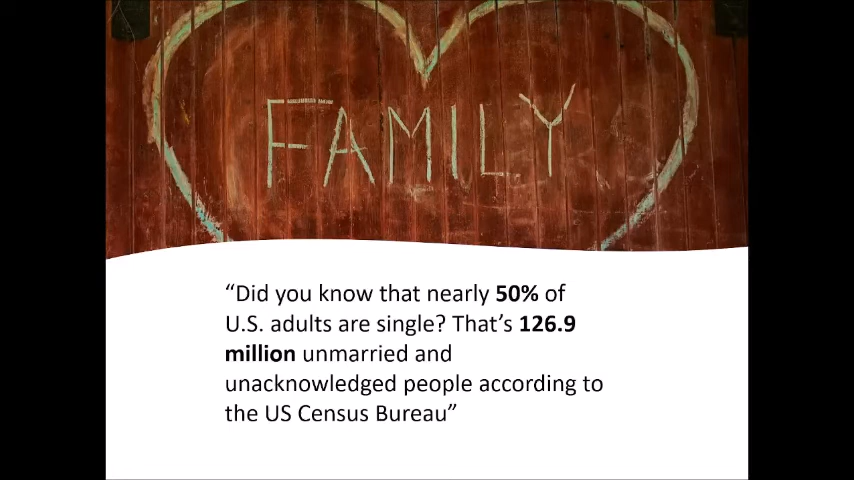 FAMILY
“Did you know that nearly 50% of
U.S. adults are single? That’s 126.9
million unmarried and
unacknowledged people according to
the US Census Bureau”